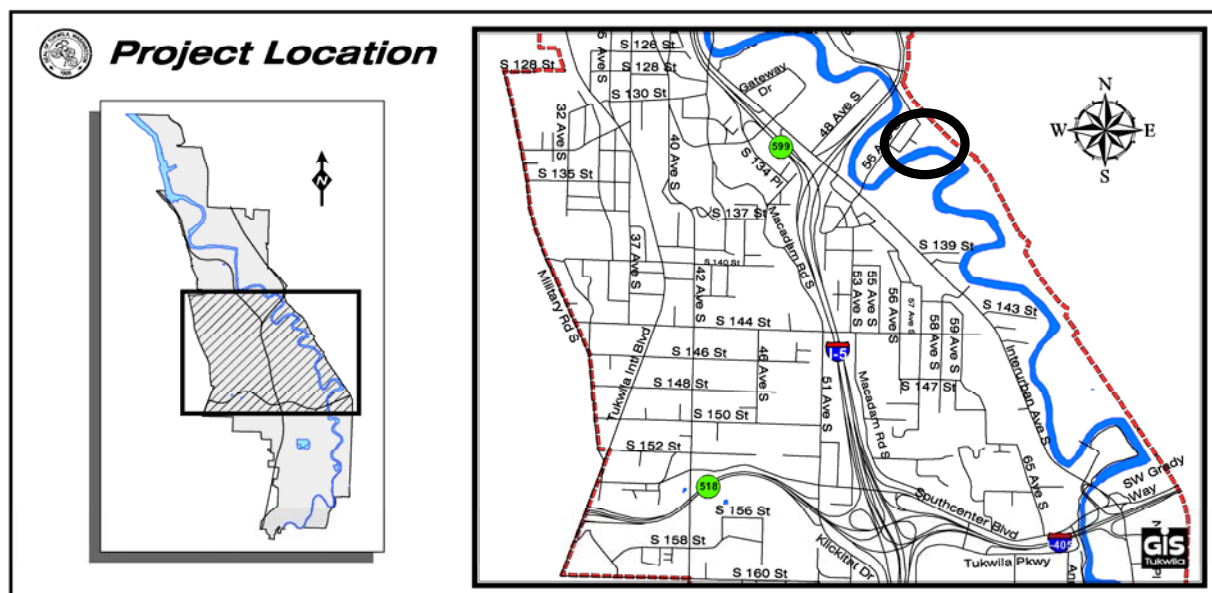 Project Location
SEAL OF TUKWILA, WASHINGTON
1908
N
S 126 St
S 128 St
S 128 St
S 130 St
Gateway Dr
32 Ave S
40 Ave S
48 Ave S
599
S 134 Pl
S 135 St
S 137 St
Macadam Rd S
S 139 St
S 140 St
37 Ave S
42 Ave S
Military Rd S
53 Ave S
55 Ave S
56 Ave S
57 Ave S
58 Ave S
59 Ave S
S 143 St
S 144 St
I-5
S 146 St
46 Ave S
Tukwila Intl Blvd
S 147 St
S 148 St
Interurban Ave S
51 Ave S
Macadam Rd S
S 150 St
S 152 St
65 Ave S
SW Grady Way
518
Southcenter Blvd
S 156 St
S 158 St
Klickitat Dr
I-405
Tukwila Pkwy
S 160 St
N
W
E
S
GIS
Tukwila